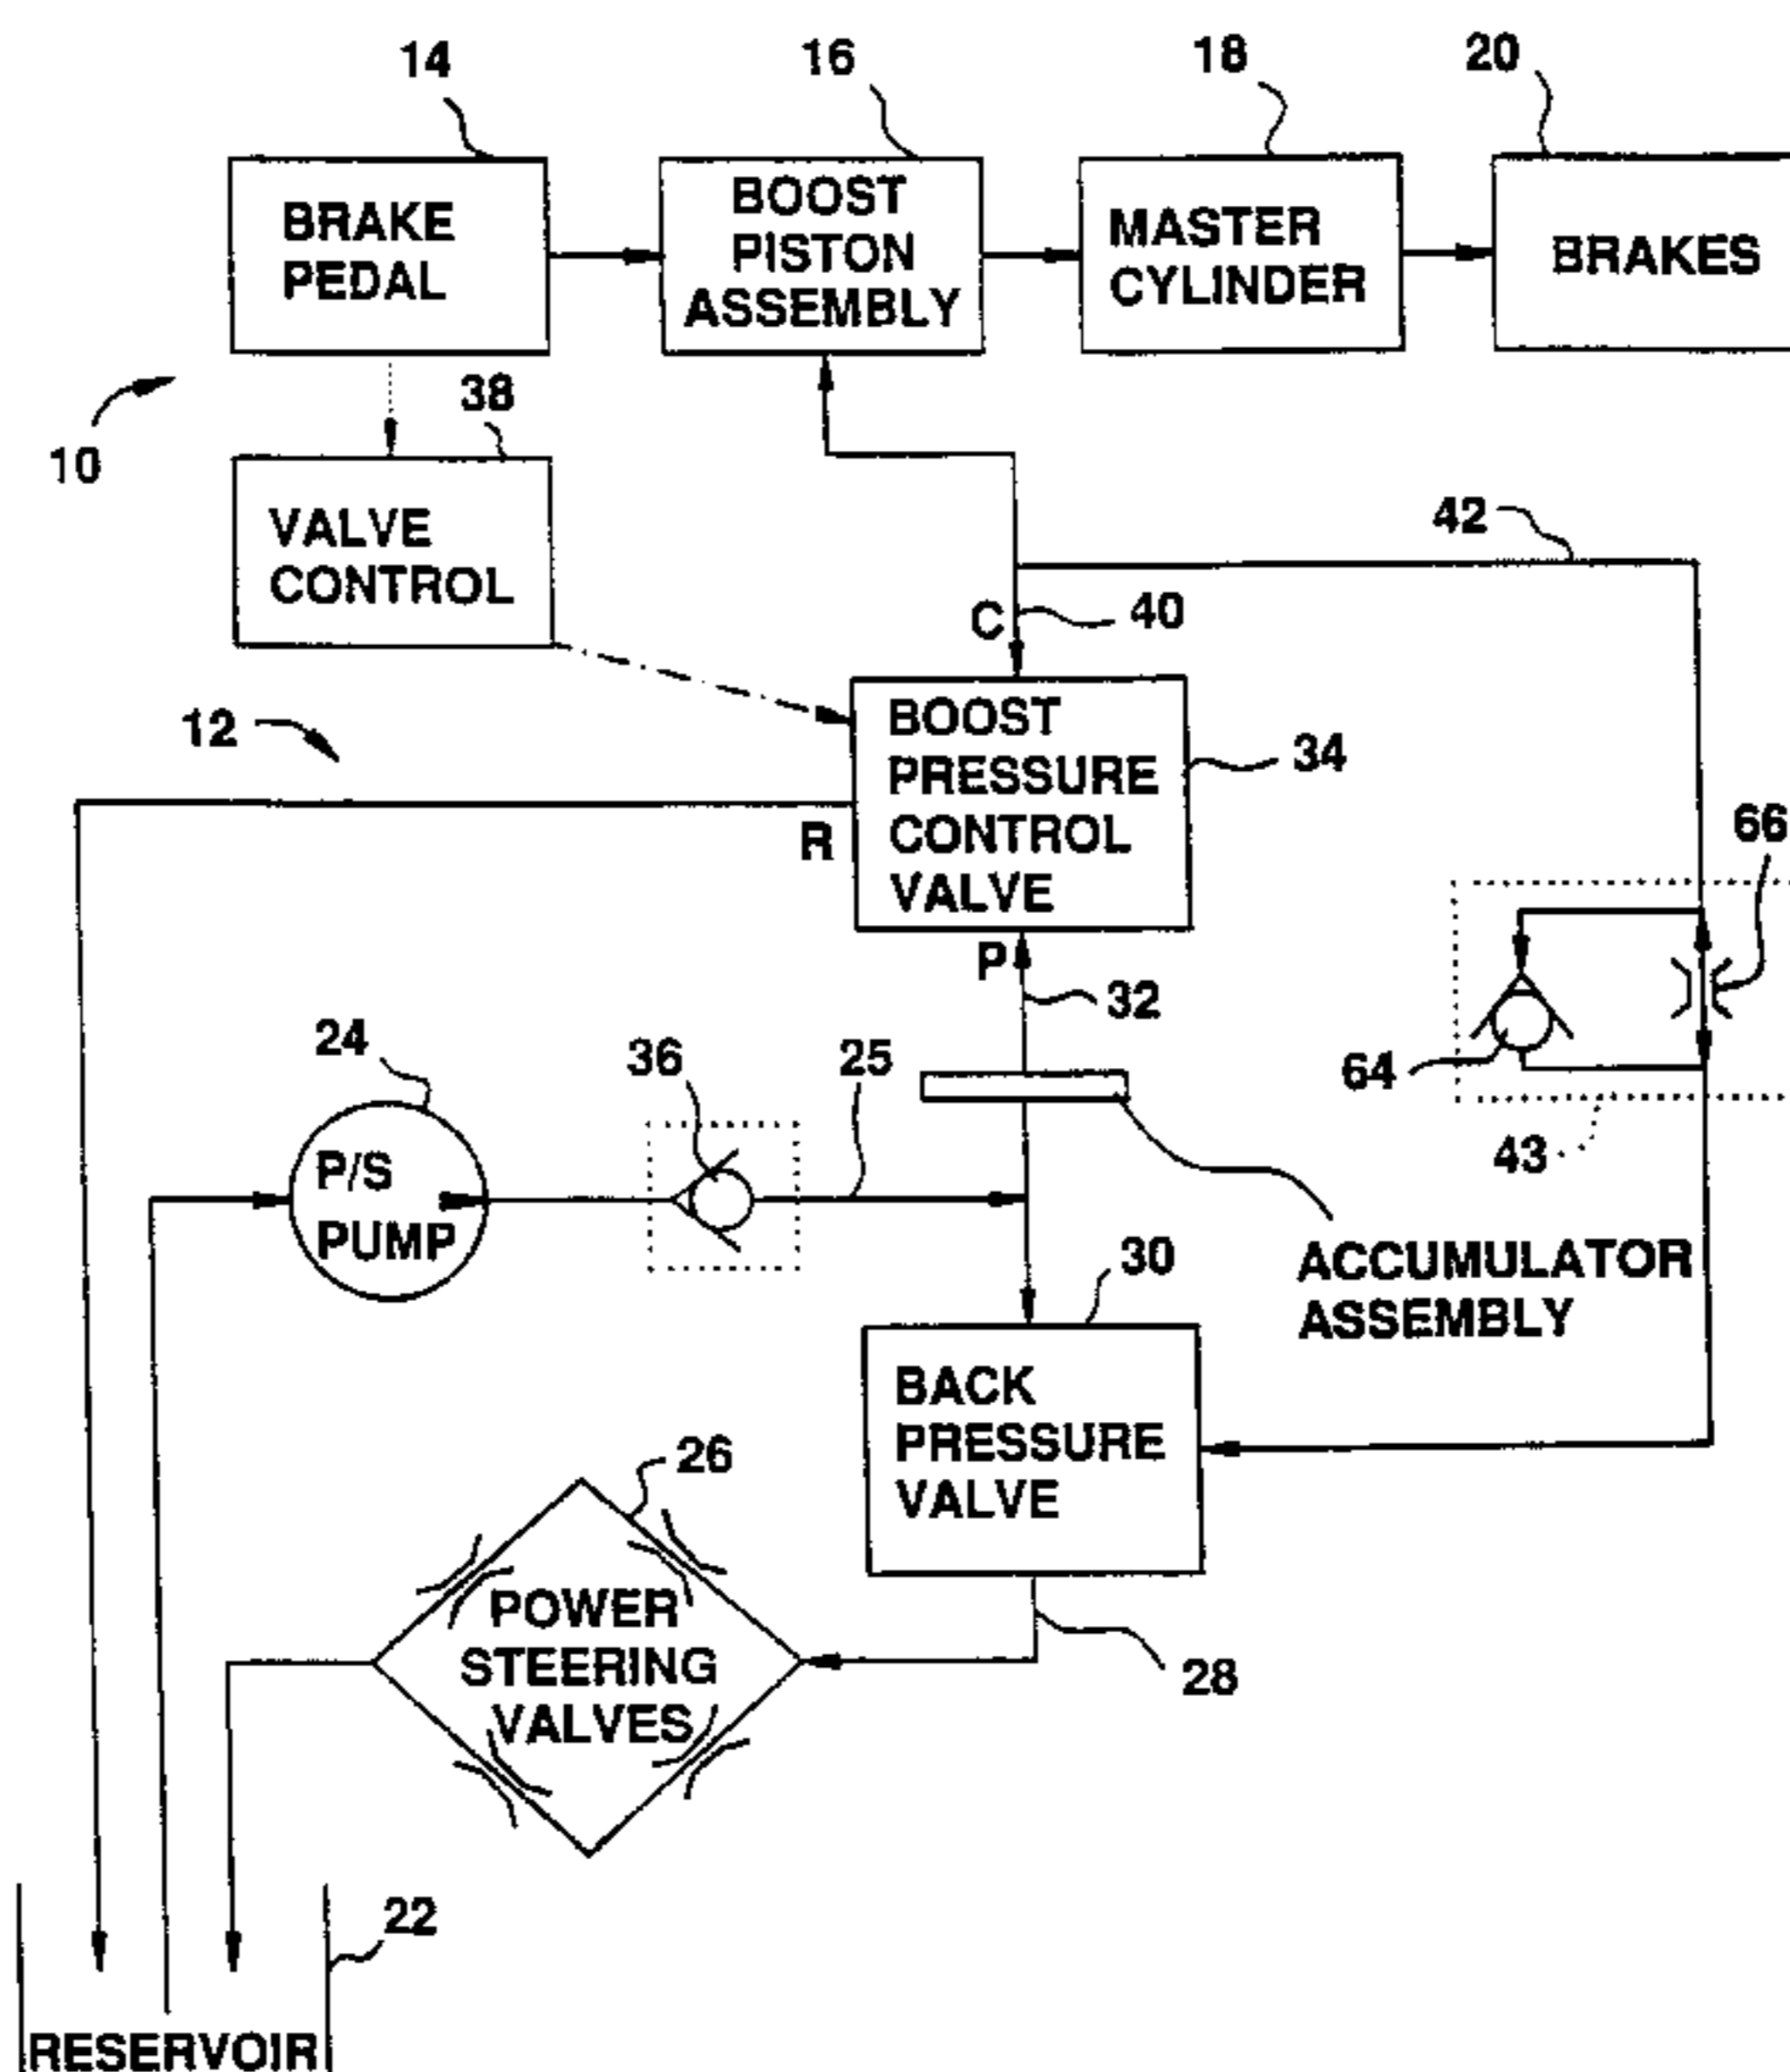 14
16
18
20
BRAKE
PEDAL
BOOST
PISTON
ASSEMBLY
MASTER
CYLINDER
BRAKES
10
38
VALVE
CONTROL
42
C
40
12
BOOST
PRESSURE
CONTROL
VALVE
34
R
P
32
66
64
43
24
36
25
P/S
PUMP
ACCUMULATOR
ASSEMBLY
30
BACK
PRESSURE
VALVE
26
POWER
STEERING
VALVES
28
22
RESERVOIR